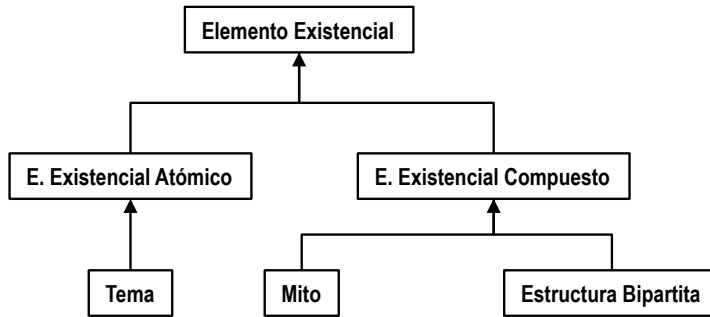 Elemento Existencial
E. Existencial Atómico
E. Existencial Compuesto
Tema
Mito
Estructura Bipartita